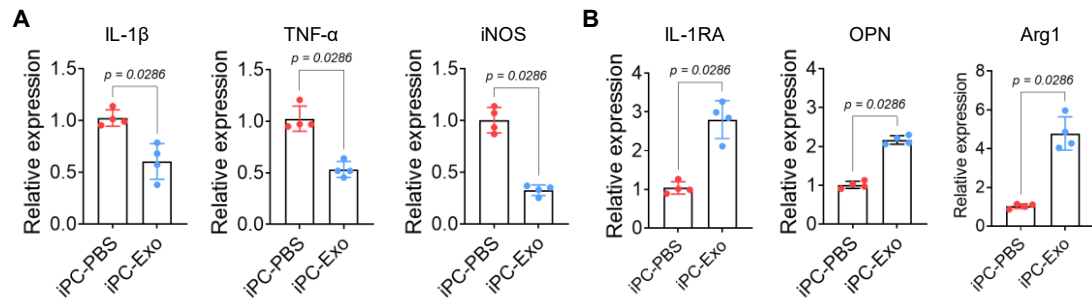 A
B
IL-1β
TNF-α
iNOS
IL-1RA
OPN
Arg1
Relative expression
1.5
1.0
0.5
0.0
p = 0.0286
iPC-PBS
iPC-Exo
Relative expression
1.5
1.0
0.5
0.0
p = 0.0286
iPC-PBS
iPC-Exo
Relative expression
1.5
1.0
0.5
0.0
p = 0.0286
iPC-PBS
iPC-Exo
Relative expression
4
3
2
1
0
p = 0.0286
iPC-PBS
iPC-Exo
Relative expression
4
3
2
1
0
p = 0.0286
iPC-PBS
iPC-Exo
Relative expression
8
6
4
2
0
p = 0.0286
iPC-PBS
iPC-Exo